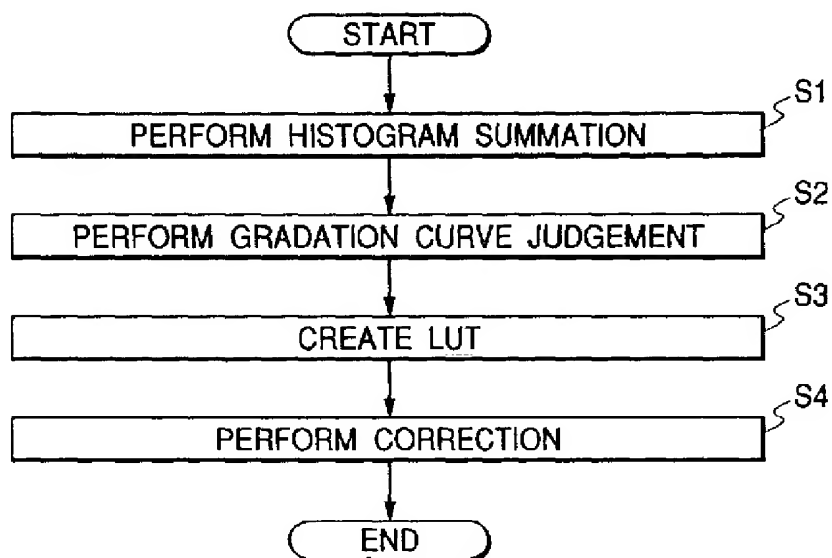 START
S1
PERFORM HISTOGRAM SUMMATION
S2
PERFORM GRADATION CURVE JUDGEMENT
S3
CREATE LUT
S4
PERFORM CORRECTION
END